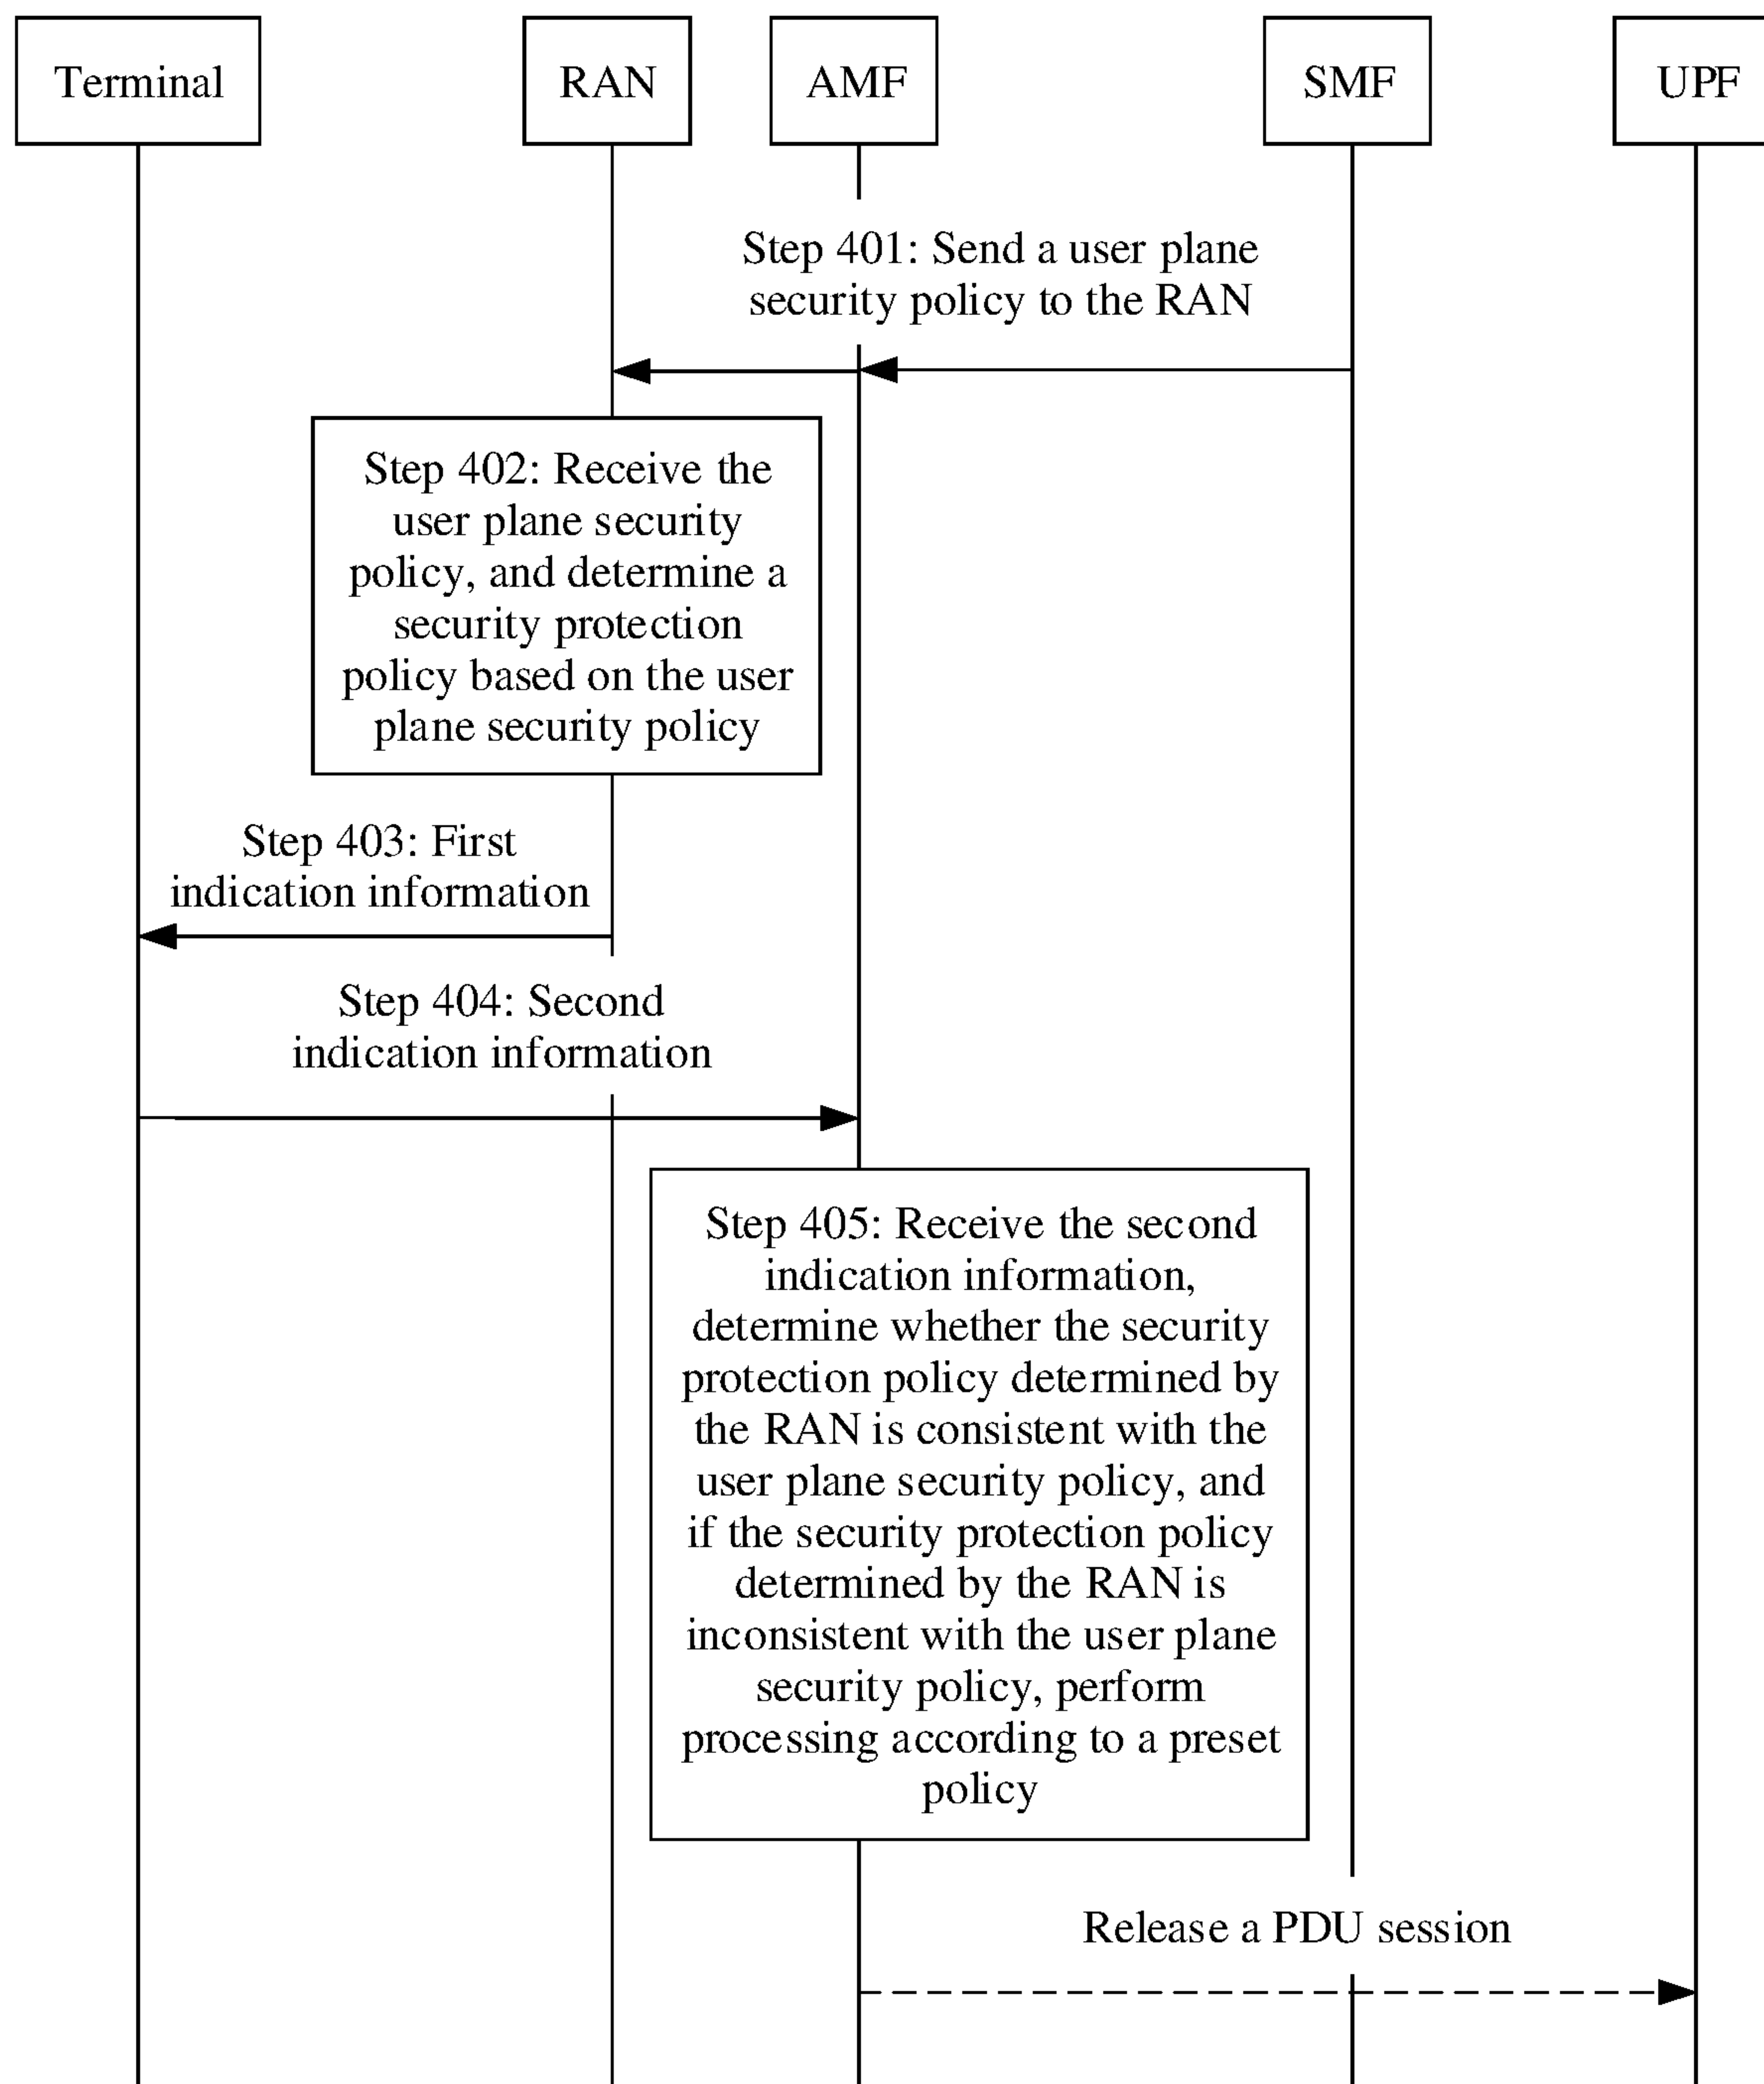 Terminal
RAN
AMF
SMF
UPF
Step 401: Send a user plane
security policy to the RAN
Step 402: Receive the
user plane security
policy, and determine a
security protection
policy based on the user
plane security policy
Step 403: First
indication information
Step 404: Second
indication information
Step 405: Receive the second
indication information,
determine whether the security
protection policy determined by
the RAN is consistent with the
user plane security policy, and
if the security protection policy
determined by the RAN is
inconsistent with the user plane
security policy, perform
processing according to a preset
policy
Release a PDU session